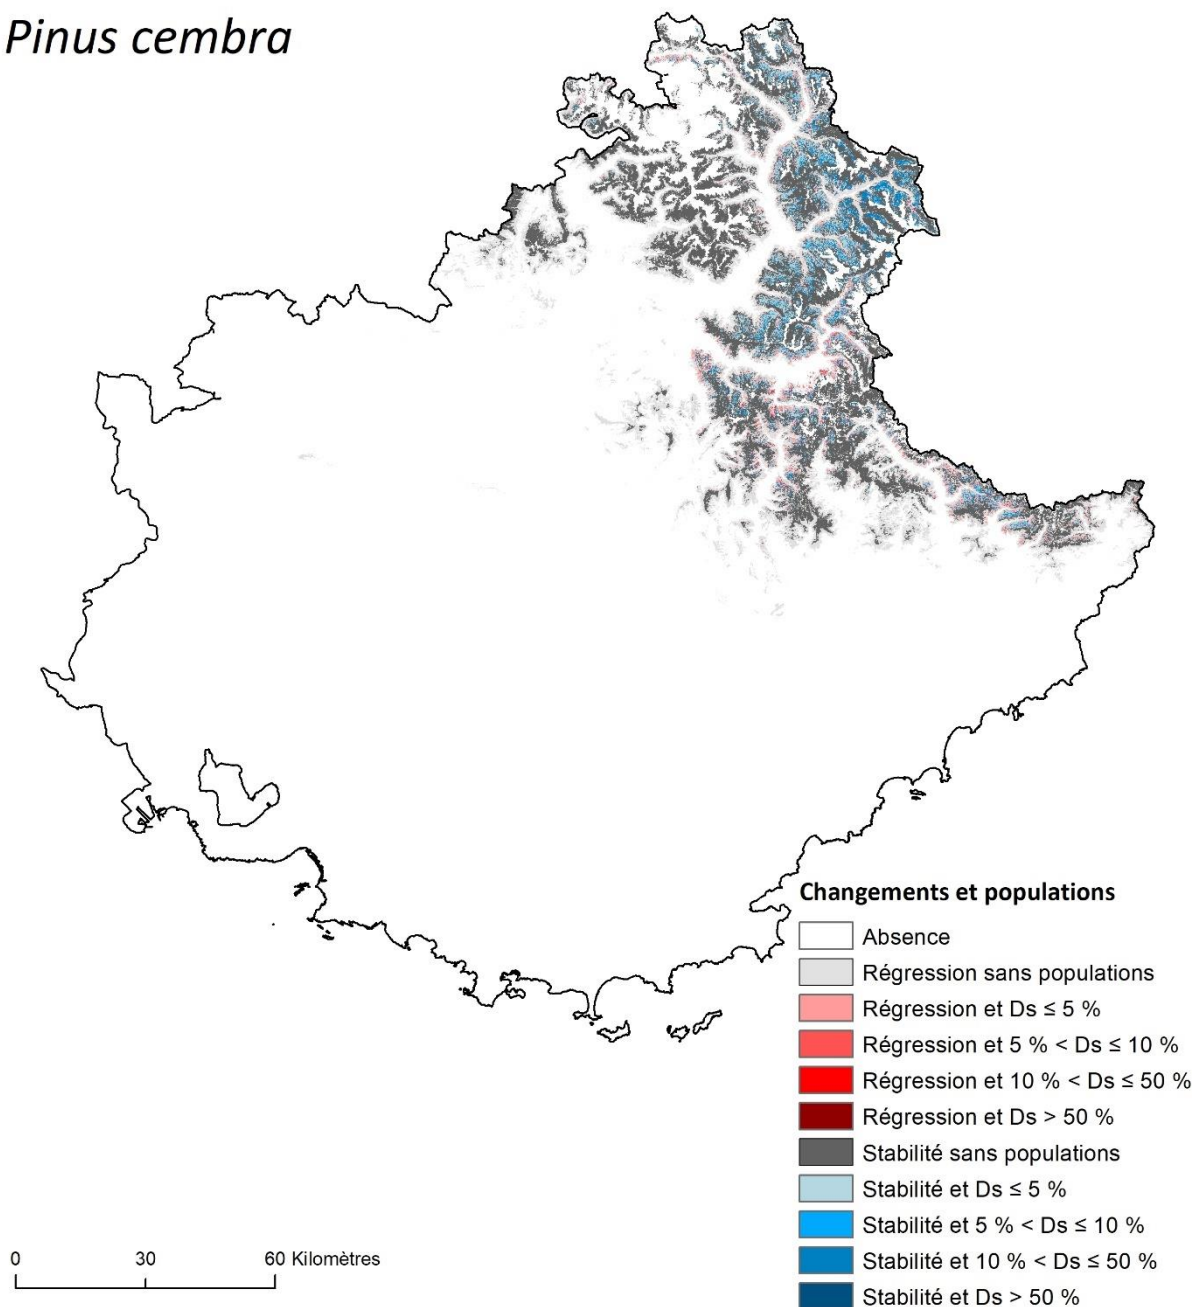 Pinus cembra
Changements et populations
Absence
Régression sans populations
Régression et Ds ≤ 5 %
Régression et 5 % < Ds ≤ 10 %
Régression et 10 % < Ds ≤ 50 %
Régression et Ds > 50 %
Stabilité sans populations
Stabilité et Ds ≤ 5 %
Stabilité et 5 % < Ds ≤ 10 %
Stabilité et 10 % < Ds ≤ 50 %
Stabilité et Ds > 50 %
0 30 60 Kilomètres